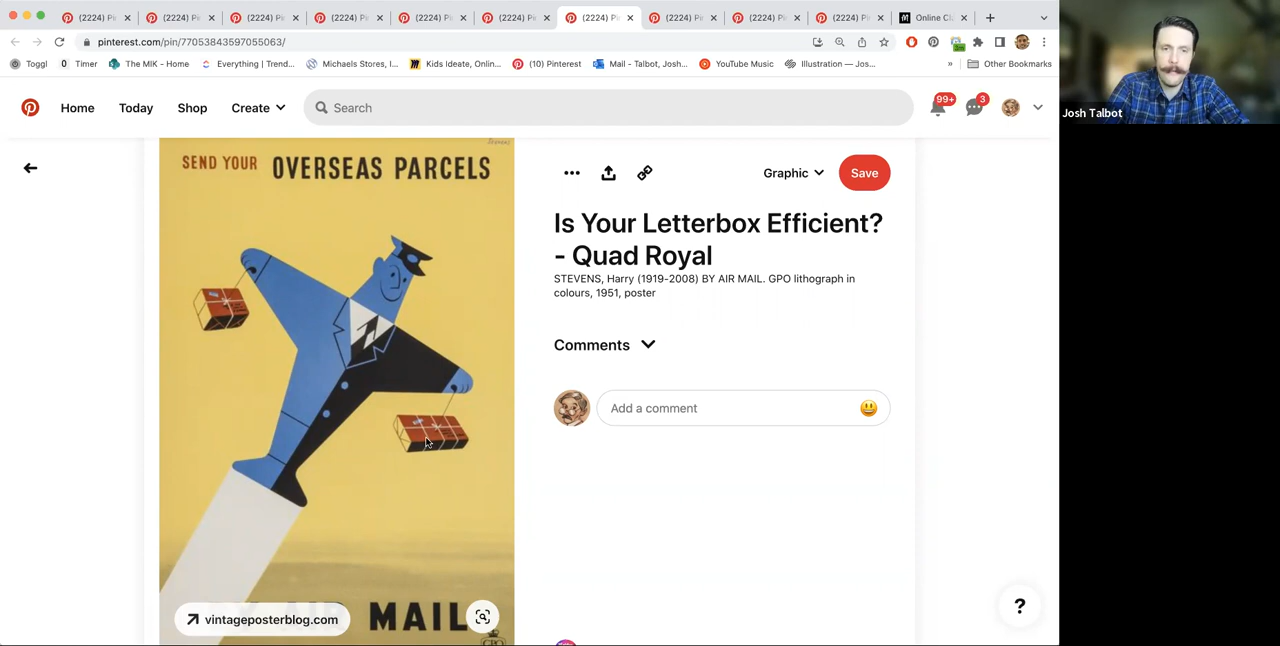 (2224) Pi
(2224) Pi
(2224) Pi
(2224) Pi
(2224) Pi
(2224) Pi
(2224) Pi
(2224) Pi
(2224) Pi
(2224) Pi
Online Cl
pinterest.com/pin/77053843597055063/
Toggl
Timer
The MIK - Home
Everything | Trend...
Michaels Stores, I...
Kids Ideate, Onlin...
(10) Pinterest
Mail - Talbot, Josh...
YouTube Music
Illustration — Jos...
»
Other Bookmarks
Home
Today
Shop
Create
Search
99+
3
Josh Talbot
SEND YOUR OVERSEAS PARCELS
AIR MAIL
GPO
vintageposterblog.com
Graphic
Save
Is Your Letterbox Efficient?
- Quad Royal
STEVENS, Harry (1919-2008) BY AIR MAIL. GPO lithograph in
colours, 1951, poster
Comments
Add a comment
?